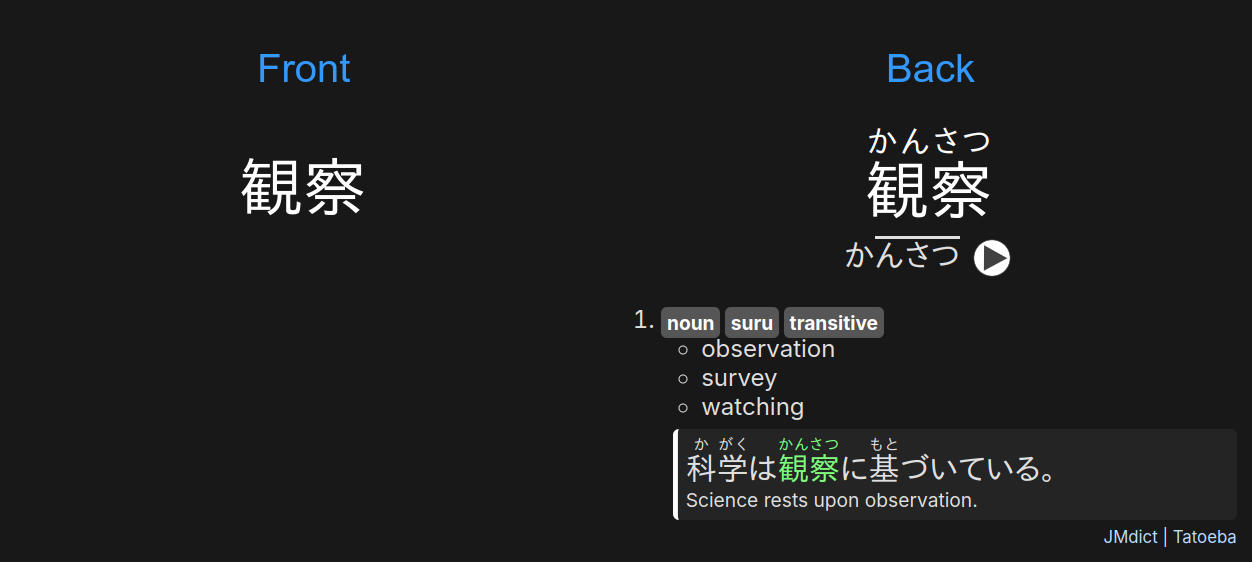 Front
観察
Back
かんさつ
観察
かんさつ
1. noun suru transitive
observation
survey
watching
か がく かんさつ もと
科学は観察に基づいている。
Science rests upon observation.
JMdict | Tatoeba